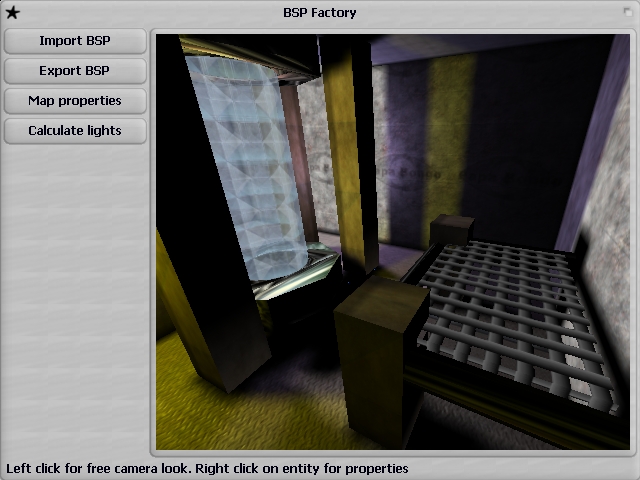 BSP Factory
Import BSP
Export BSP
Map properties
Calculate lights
Left click for free camera look. Right click on entity for properties